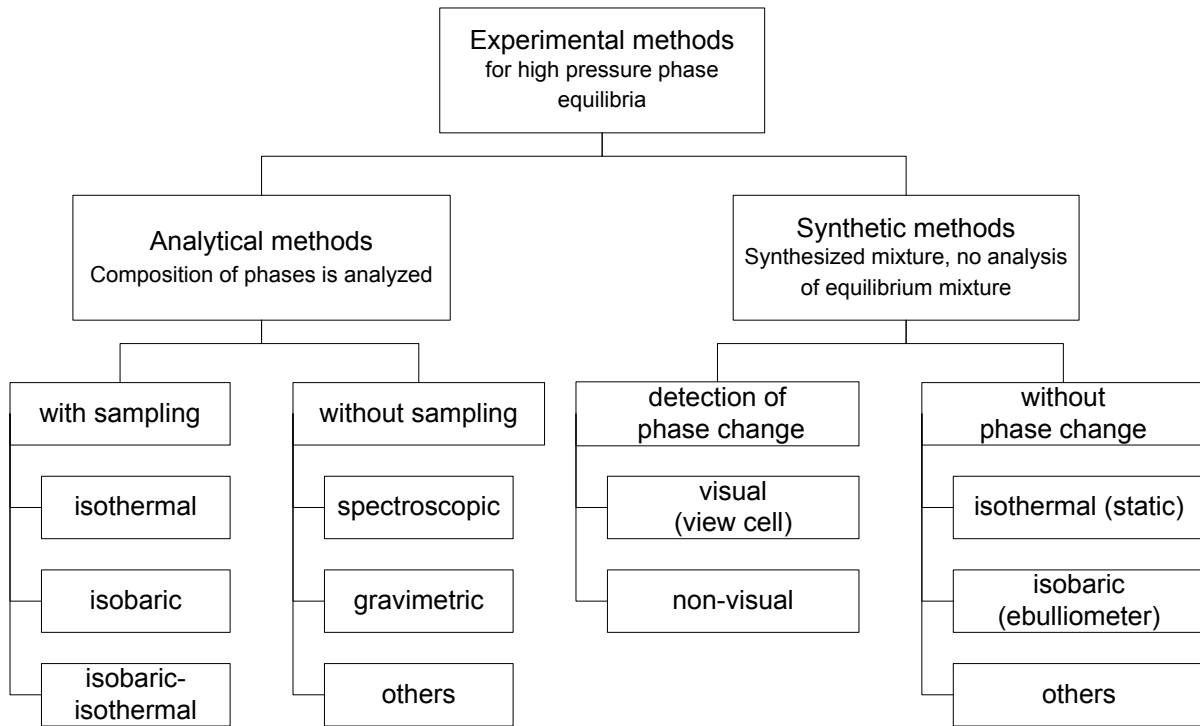 Experimental methods
for high pressure phase
equilibria
Analytical methods
Composition of phases is analyzed
Synthetic methods
Synthesized mixture, no analysis
of equilibrium mixture
with sampling
isothermal
isobaric
isobaric-
isothermal
without sampling
spectroscopic
gravimetric
others
detection of
phase change
visual
(view cell)
non-visual
without
phase change
isothermal (static)
isobaric
(ebulliometer)
others